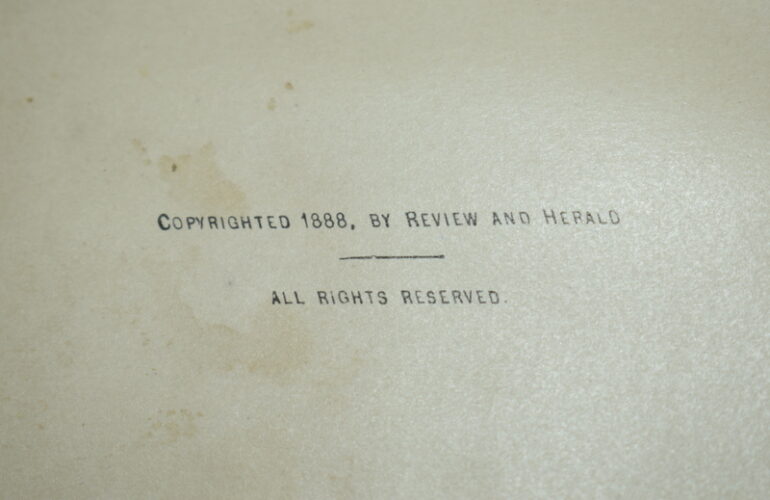 COPYRIGHTED 1888, BY REVIEW AND HERALD
ALL RIGHTS RESERVED.